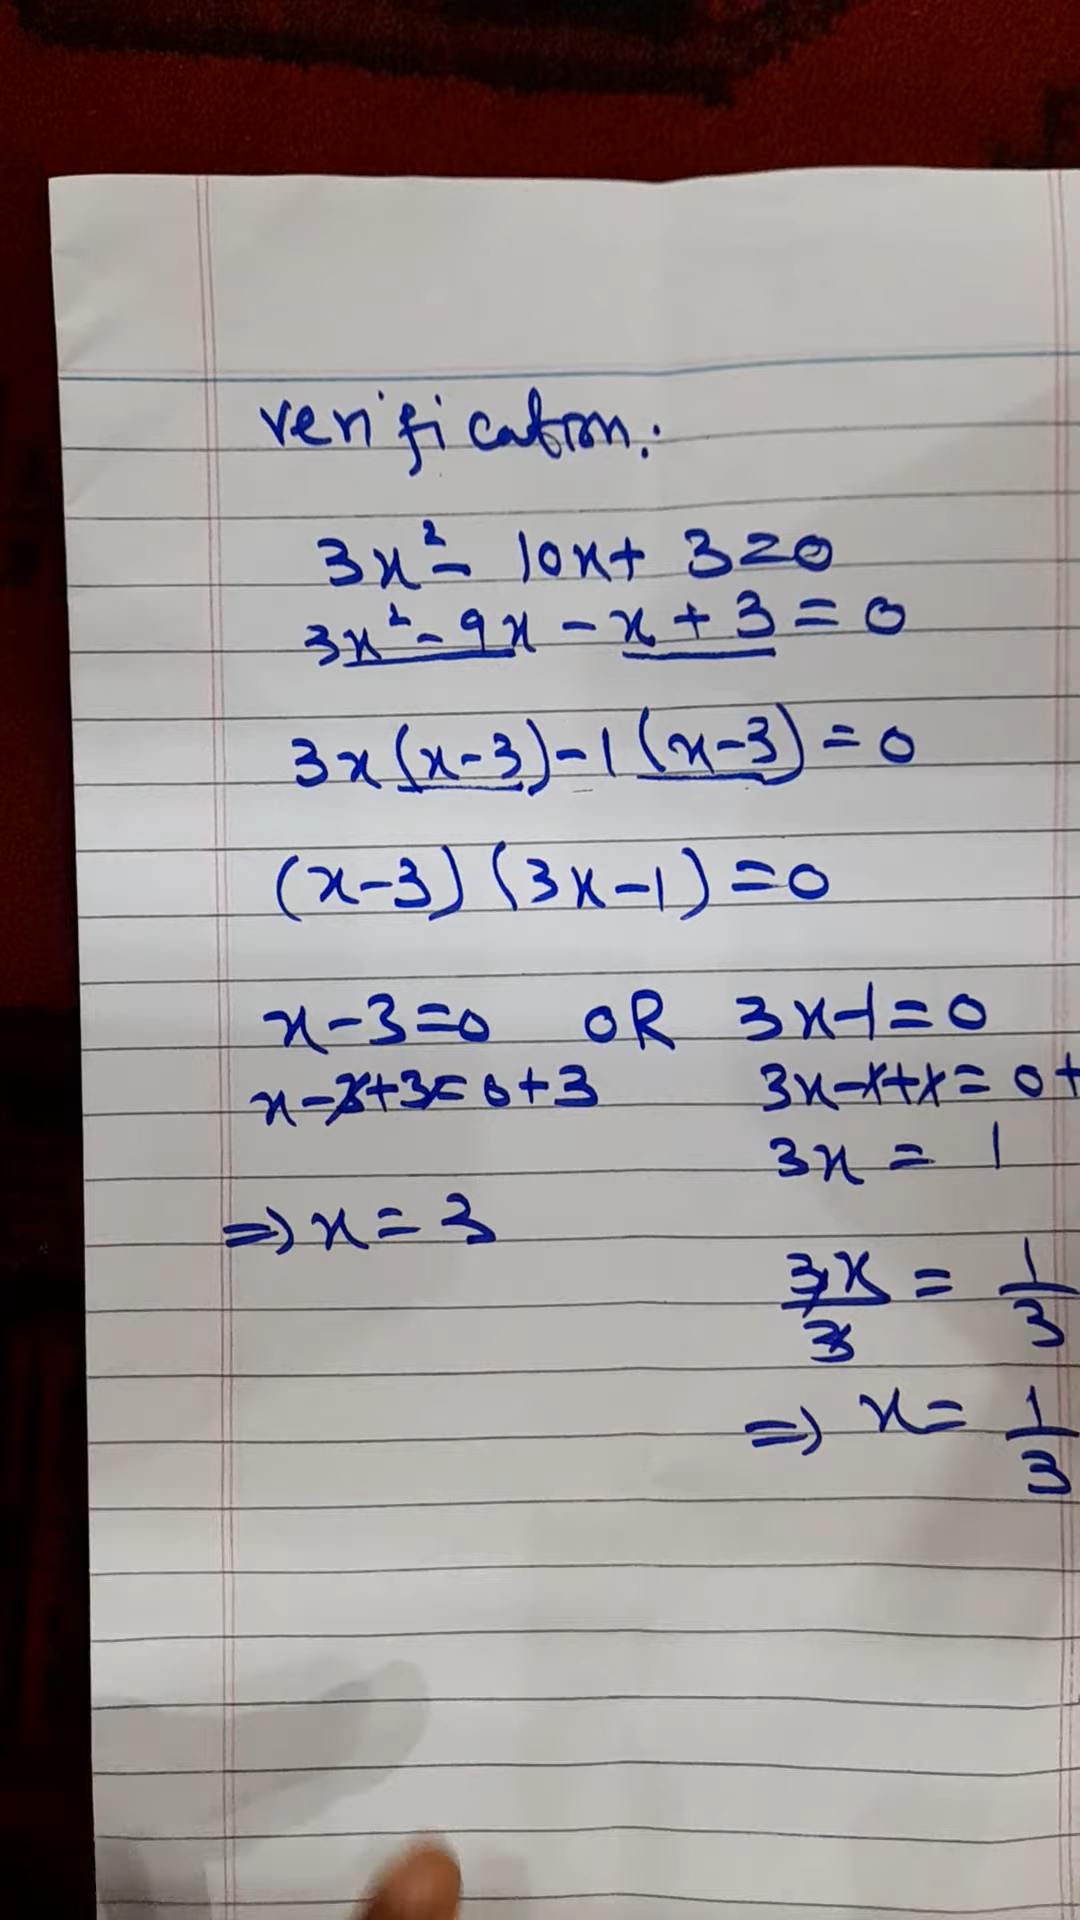 verification:
3x² - 10x + 3 = 0
3x² - 9x - x + 3 = 0
3x (x-3) - 1 (x-3) = 0
(x-3) (3x-1) = 0
x-3=0 OR 3x-1=0
x-3+3=0+3 3x-1+1=0+
3x = 1
⇒ x = 3
3x/3 = 1/3
⇒ x = 1/3